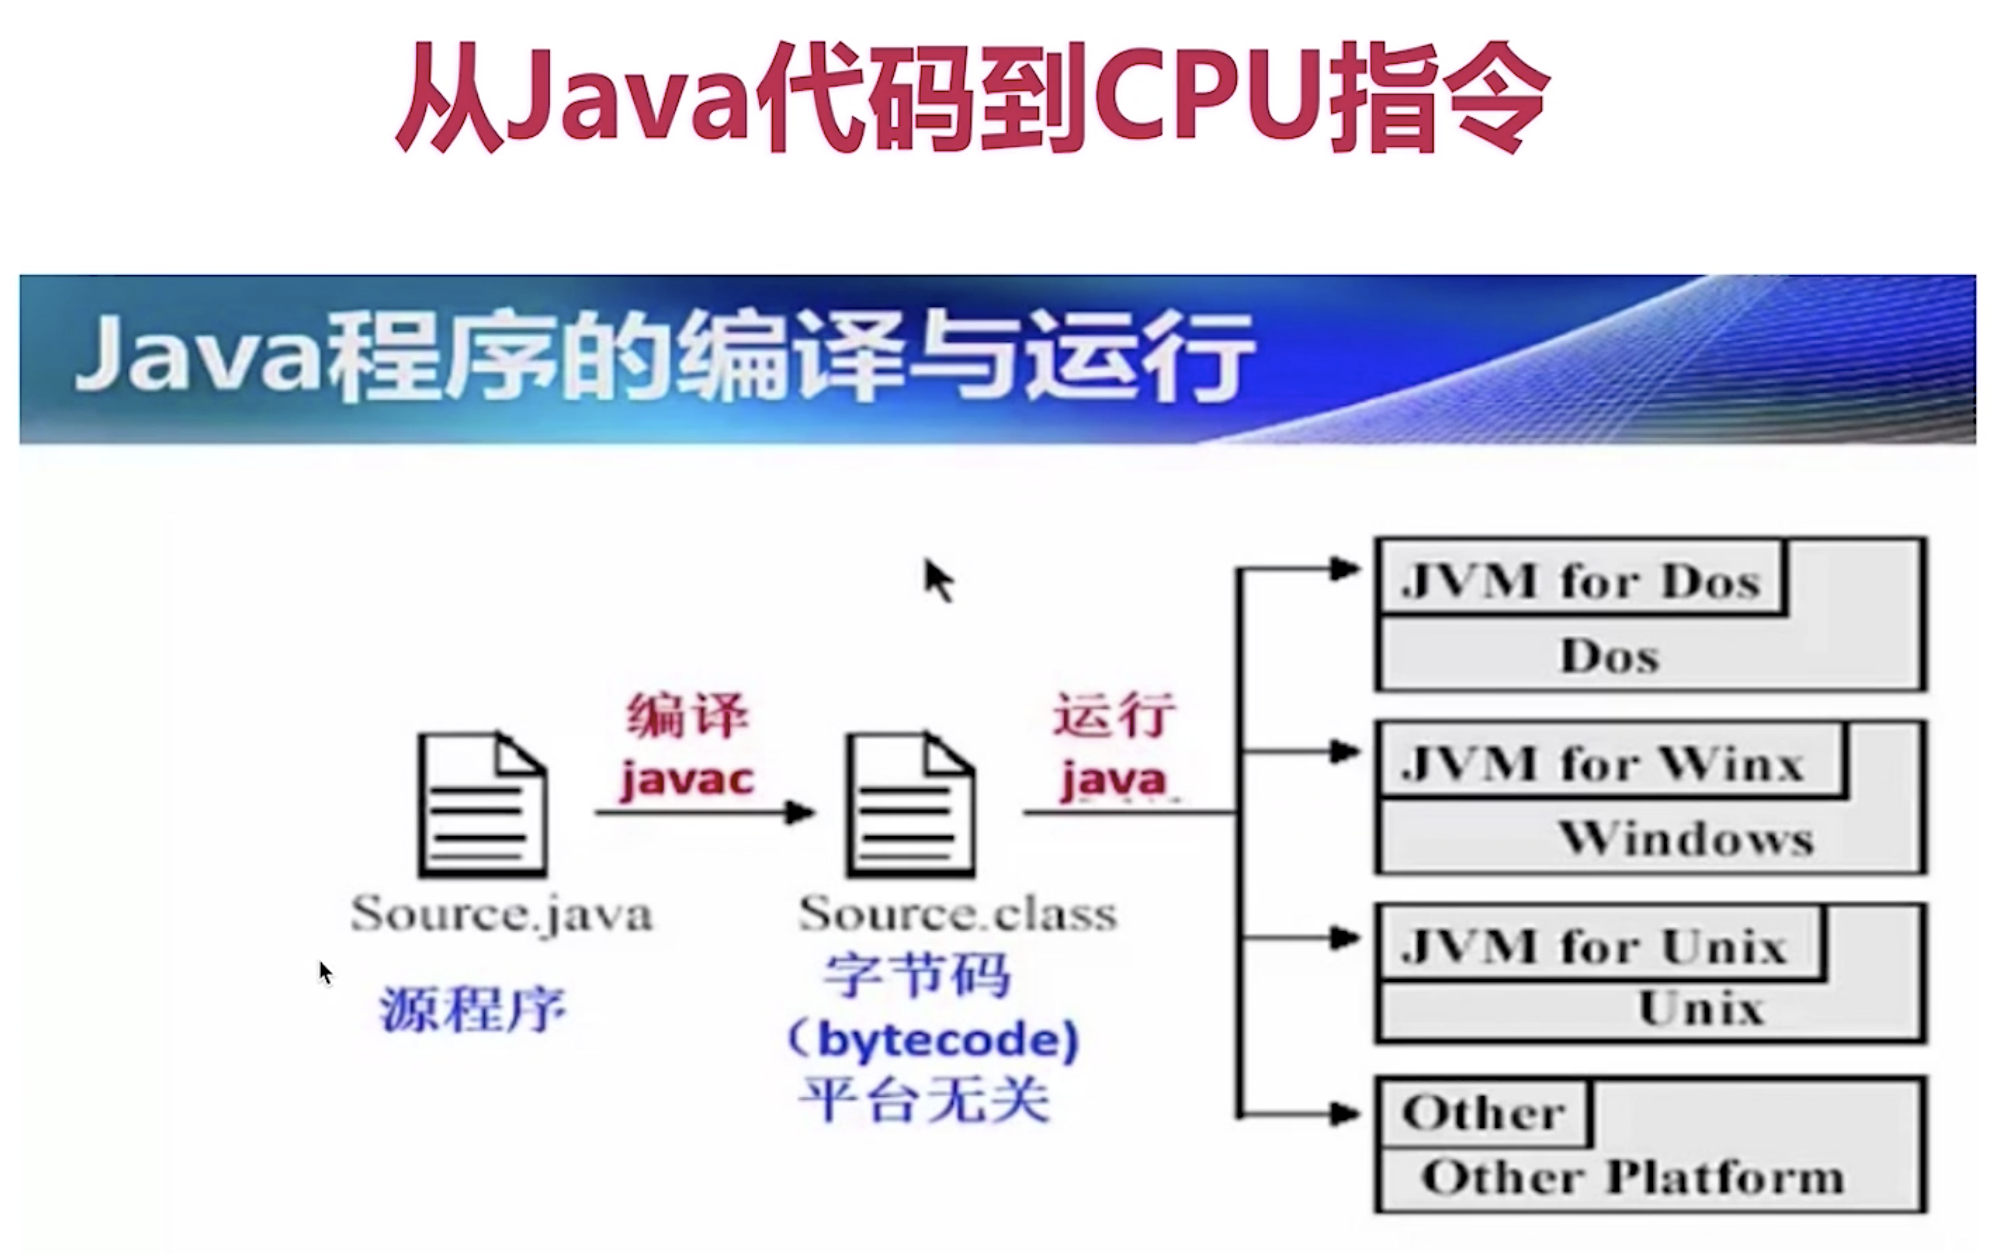 从Java代码到CPU指令
Java程序的编译与运行
编译
javac
运行
java
Source.java
源程序
Source.class
字节码
（bytecode)
平台无关
JVM for Dos
Dos
JVM for Winx
Windows
JVM for Unix
Unix
Other
Other Platform